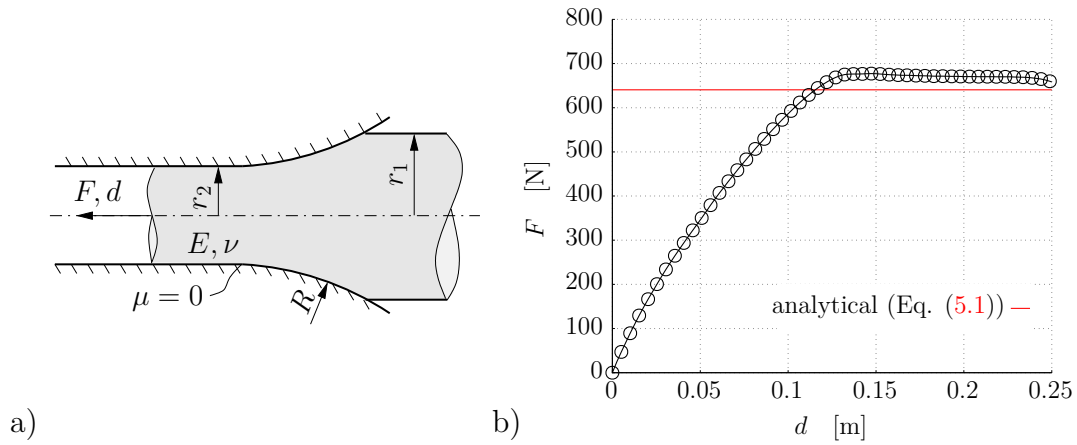 F, d
r₂
r₁
E, ν
μ = 0
R
a)
800
700
600
500
400
300
200
100
0
F [N]
analytical (Eq. (5.1))
0 0.05 0.1 0.15 0.2 0.25
d [m]
b)